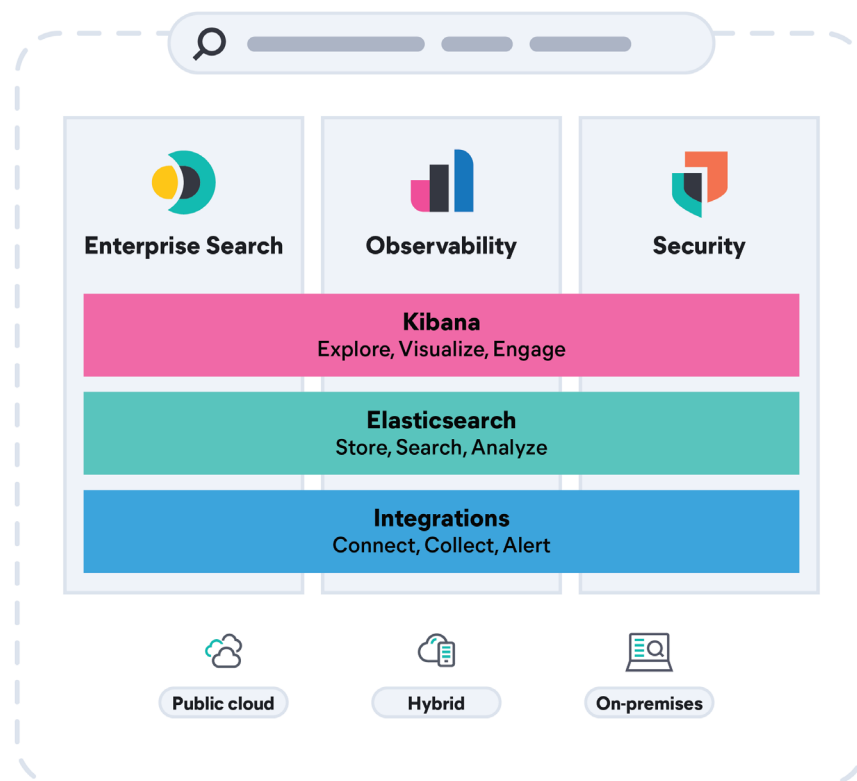 Enterprise Search
Observability
Security
Kibana
Explore, Visualize, Engage
Elasticsearch
Store, Search, Analyze
Integrations
Connect, Collect, Alert
Public cloud
Hybrid
On-premises